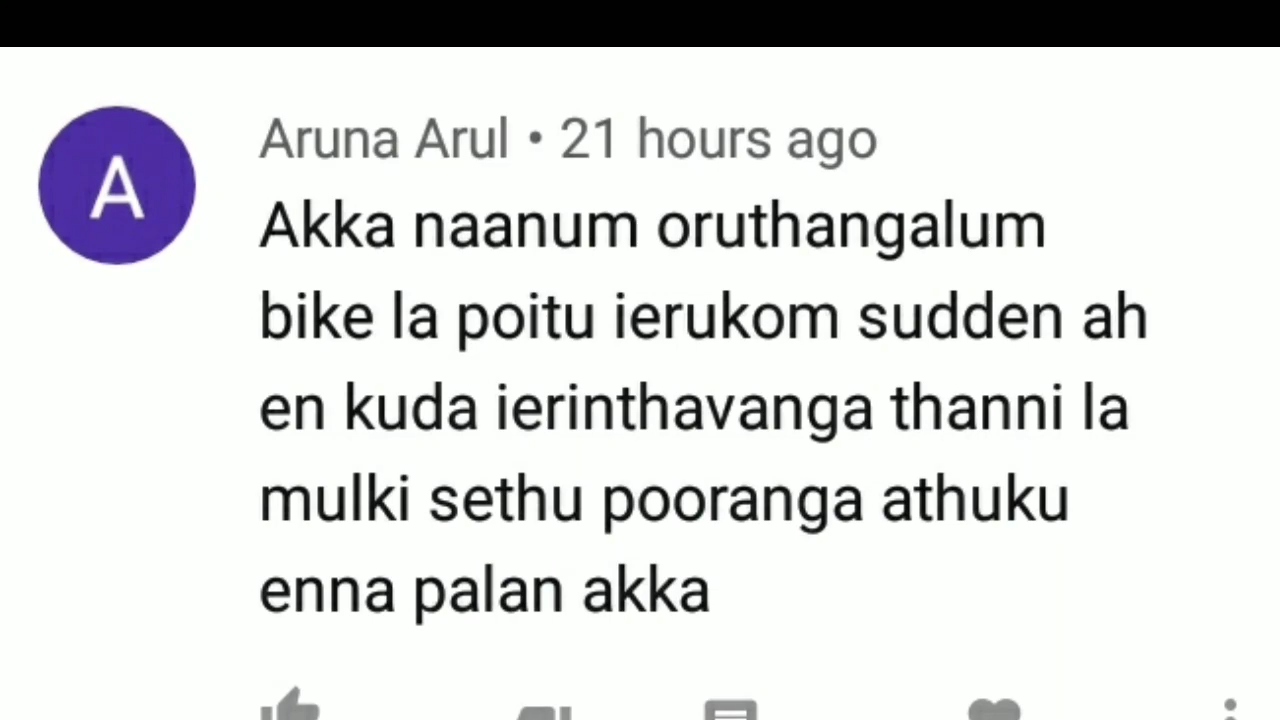 A
Aruna Arul • 21 hours ago
Akka naanum oruthangalum
bike la poitu ierukom sudden ah
en kuda ierinthavanga thanni la
mulki sethu pooranga athuku
enna palan akka